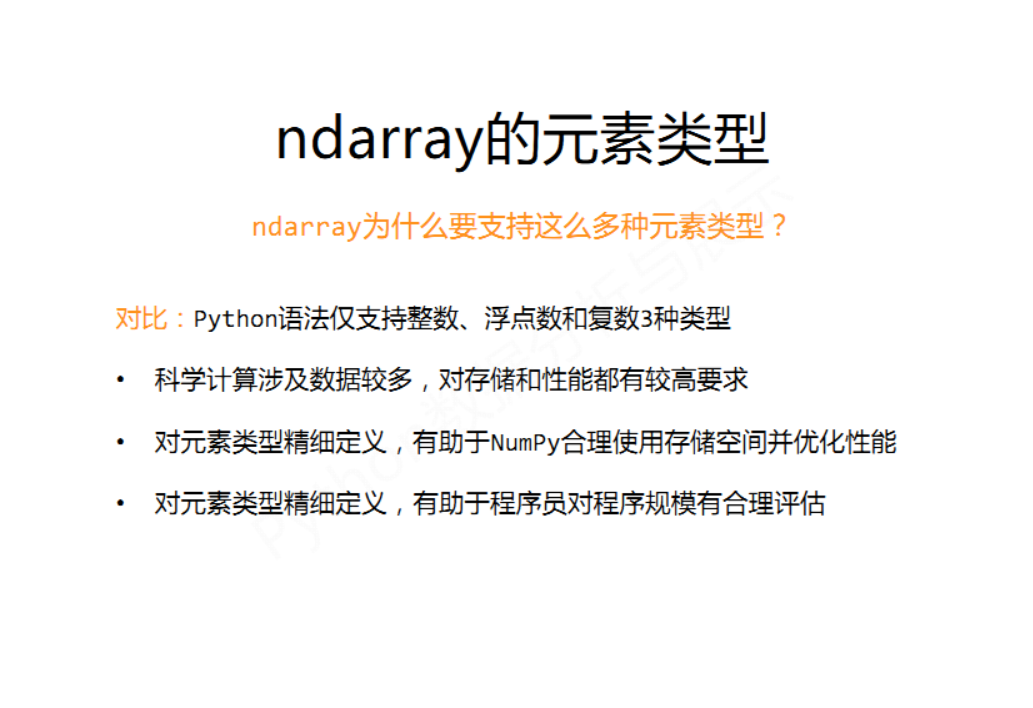 ndarray的元素类型
ndarray为什么要支持这么多种元素类型？
对比：Python语法仅支持整数、浮点数和复数3种类型
• 科学计算涉及数据较多，对存储和性能都有较高要求
• 对元素类型精细定义，有助于NumPy合理使用存储空间并优化性能
• 对元素类型精细定义，有助于程序员对程序规模有合理评估
Python数据分析与展示